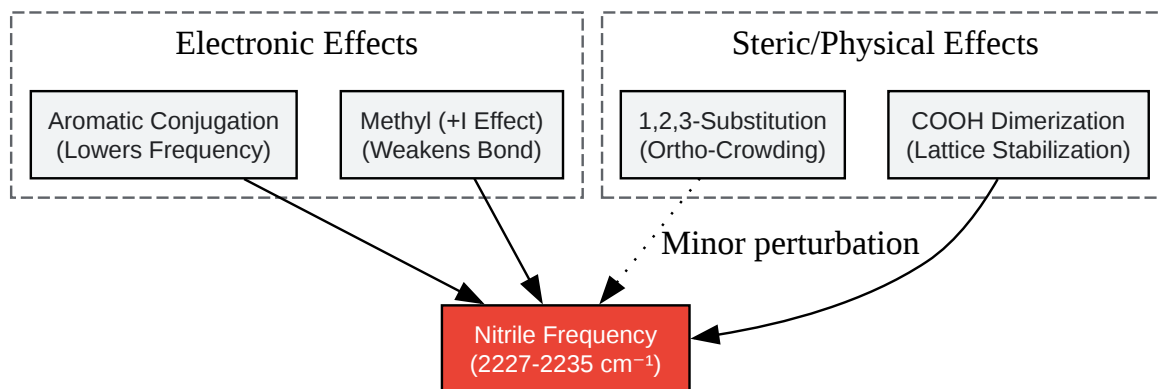 Electronic Effects
Steric/Physical Effects
Aromatic Conjugation
(Lowers Frequency)
Methyl (+I Effect)
(Weakens Bond)
1,2,3-Substitution
(Ortho-Crowding)
COOH Dimerization
(Lattice Stabilization)
Minor perturbation
Nitrile Frequency
(2227-2235 cm⁻¹)